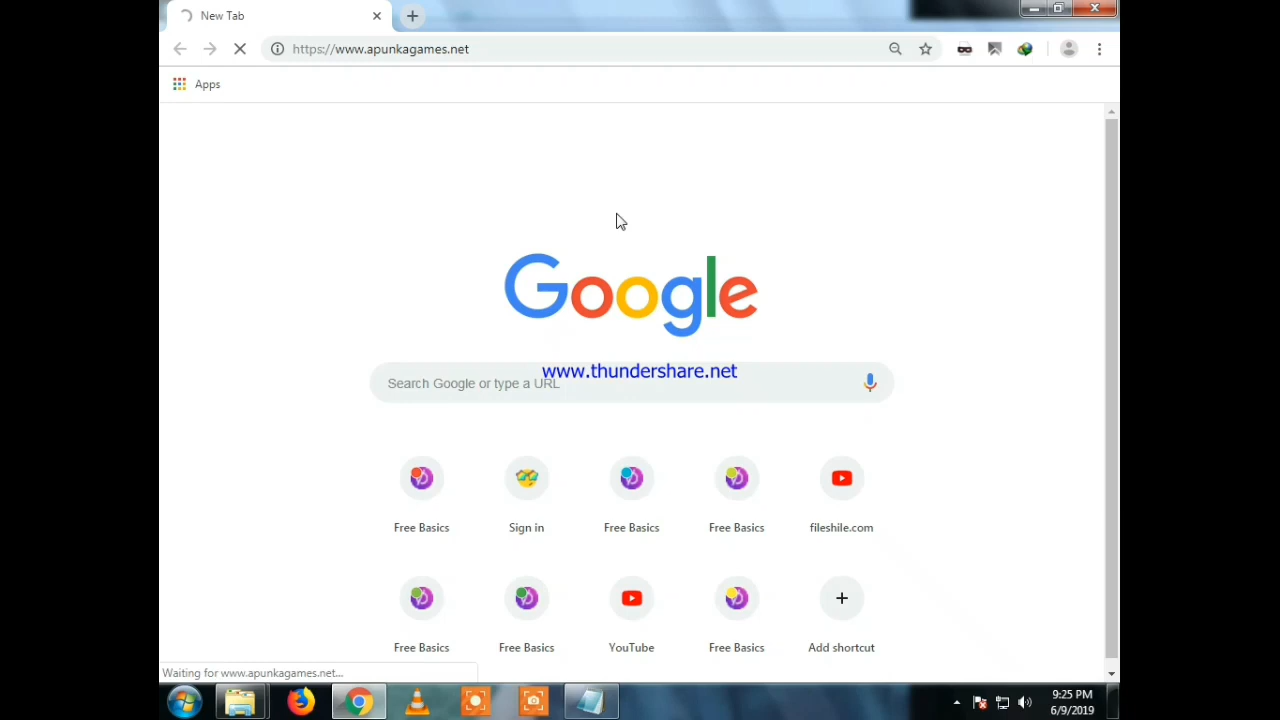 New Tab
https://www.apunkagames.net
Apps
Google
www.thundershare.net
Search Google or type a URL
Free Basics
Sign in
Free Basics
Free Basics
fileshile.com
Free Basics
Free Basics
YouTube
Free Basics
Add shortcut
Waiting for www.apunkagames.net...
9:25 PM
6/9/2019